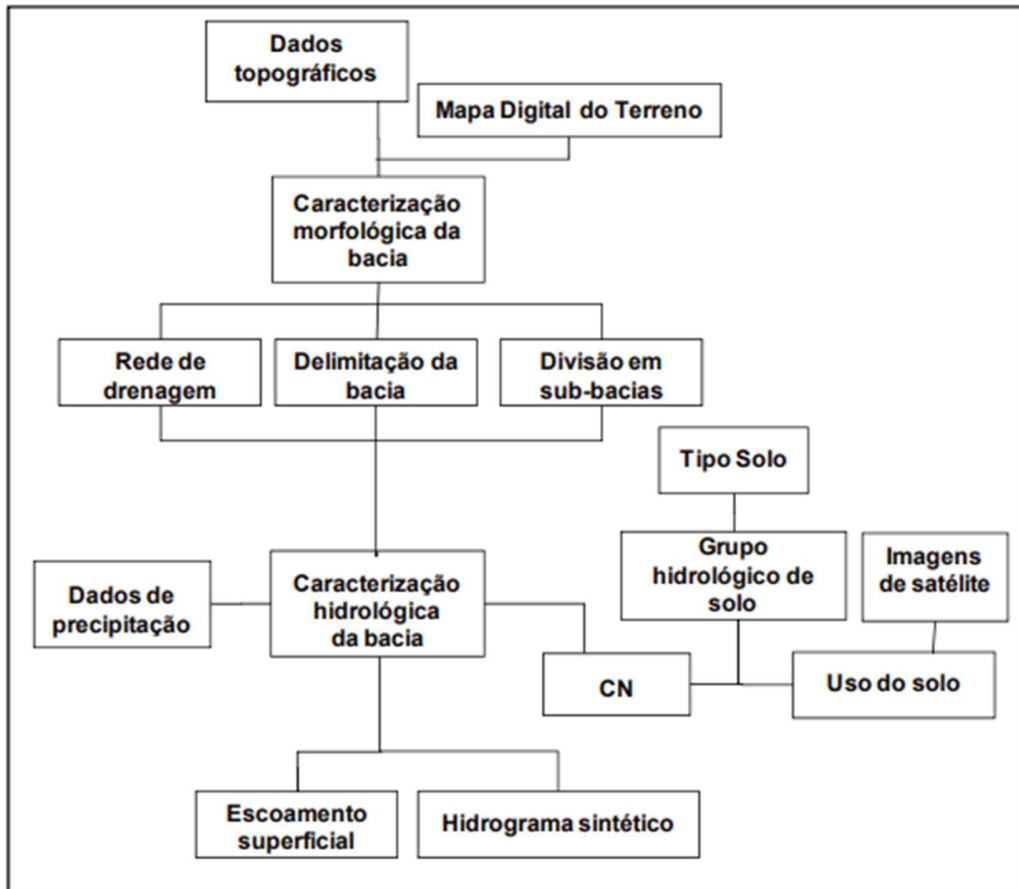 Dados
topográficos
Mapa Digital do Terreno
Caracterização
morfológica da
bacia
Rede de
drenagem
Delimitação da
bacia
Divisão em
sub-bacias
Tipo Solo
Grupo
hidrológico de
solo
Imagens
de satélite
Dados de
precipitação
Caracterização
hidrológica
da bacia
CN
Uso do solo
Escoamento
superficial
Hidrograma sintético